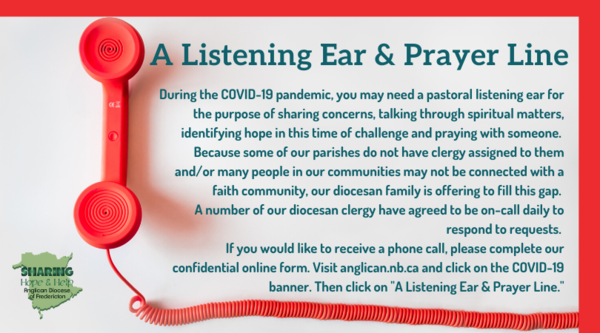 A Listening Ear & Prayer Line
During the COVID-19 pandemic, you may need a pastoral listening ear for
the purpose of sharing concerns, talking through spiritual matters,
identifying hope in this time of challenge and praying with someone.
Because some of our parishes do not have clergy assigned to them
and/or many people in our communities may not be connected with a
faith community, our diocesan family is offering to fill this gap.
A number of our diocesan clergy have agreed to be on-call daily to
respond to requests.
If you would like to receive a phone call, please complete our
confidential online form. Visit anglican.nb.ca and click on the COVID-19
banner. Then click on "A Listening Ear & Prayer Line."
SHARING
Hope & Help
Anglican Diocese
of Fredericton